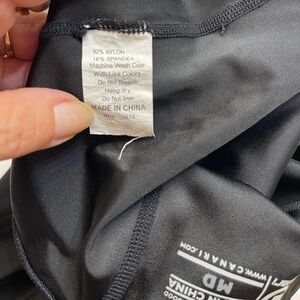 82% NYLON
18% SPANDEX
Machine Wash Cold
With Like Colors
Do Not Bleach
Hang dry
Do Not Iron
MADE IN CHINA
WWW.CANARI.COM
MD
CHINA